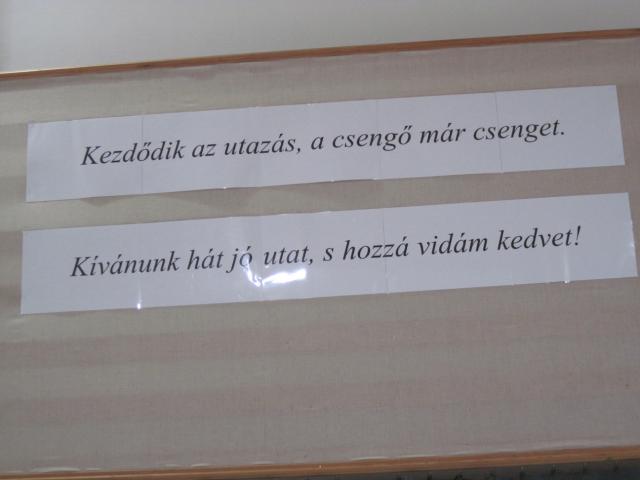 Kezdődik az utazás, a csengő már csenget.
Kívánunk hát jó utat, s hozzá vidám kedvet!